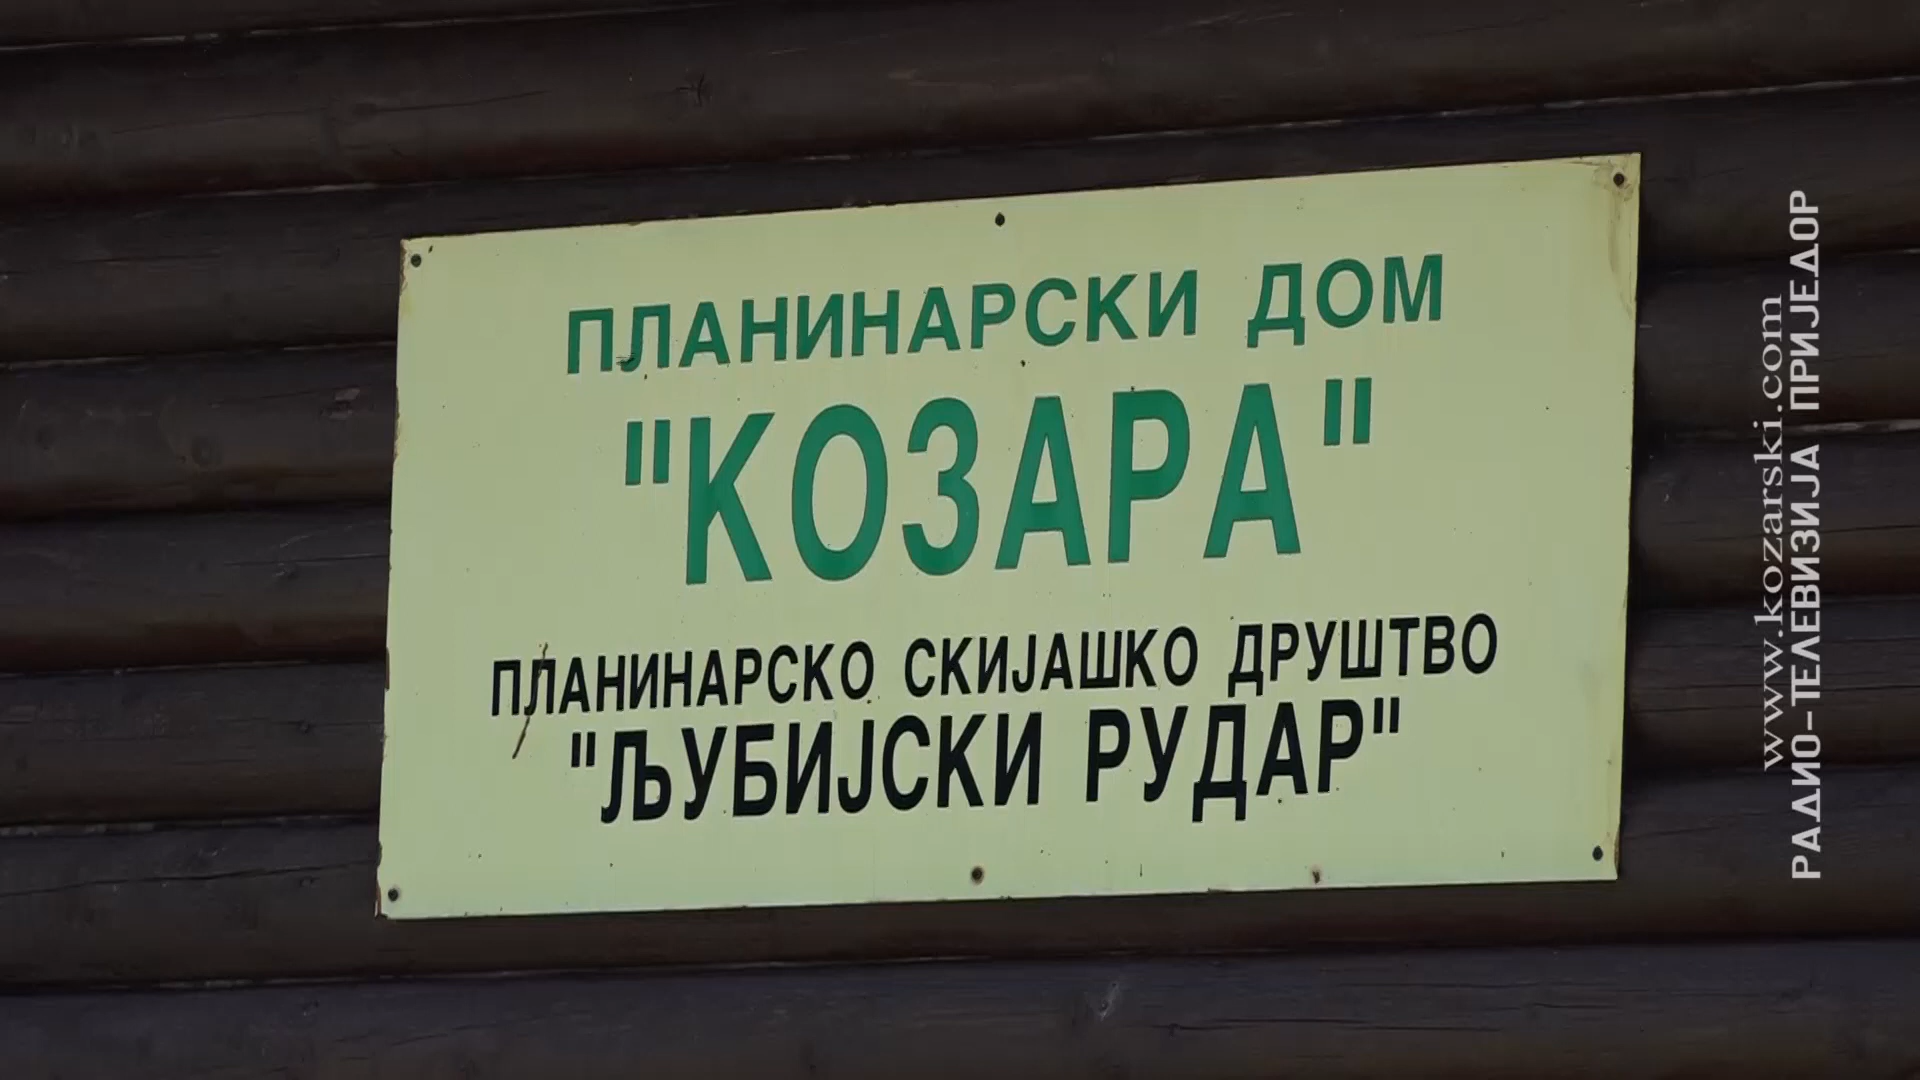 ПЛАНИНАРСКИ ДОМ
"КОЗАРА"
ПЛАНИНАРСКО СКИЈАШКО ДРУШТВО
"ЉУБИЈСКИ РУДАР"
www.kozarski.com
РАДИО-ТЕЛЕВИЗИЈА ПРИЈЕДОР